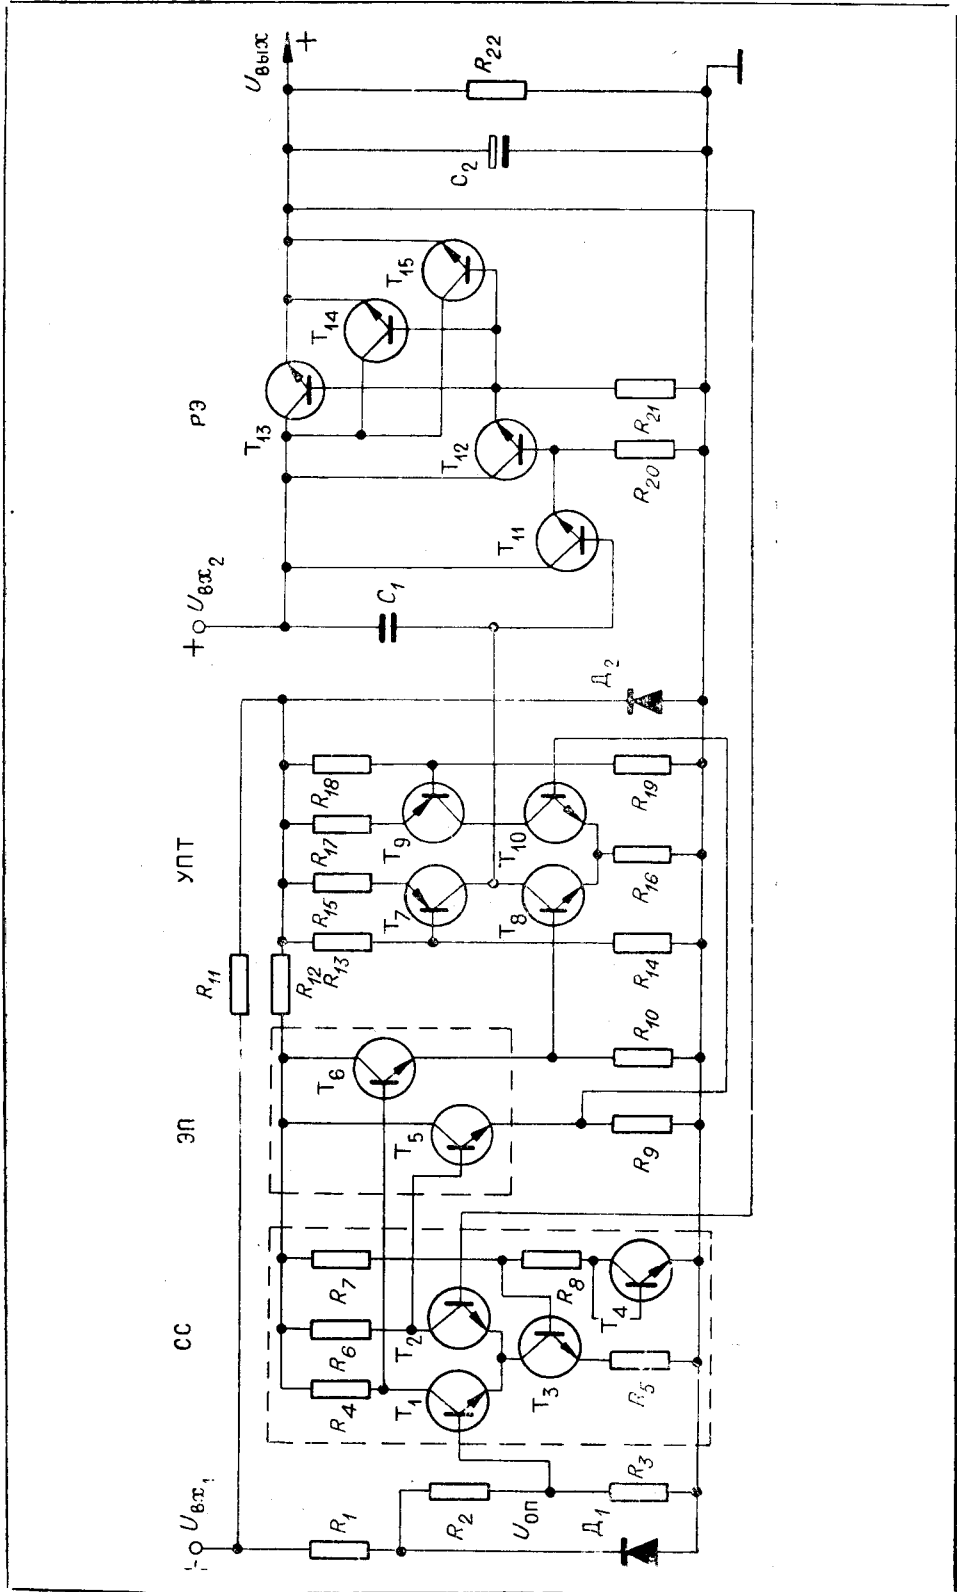 СС
ЭП
УПТ
РЭ
+ Uвх1
R1
R2
Uоп
Д1
R3
R4
R6
R7
T1
T2
T3
T4
R5
R8
T5
T6
R9
R10
R11
R12
R13
R15
R17
R18
T7
T9
T8
T10
R14
R16
R19
Д2
+ Uвх2
C1
T11
T12
T13
T14
T15
R20
R21
C2
R22
Uвых
+